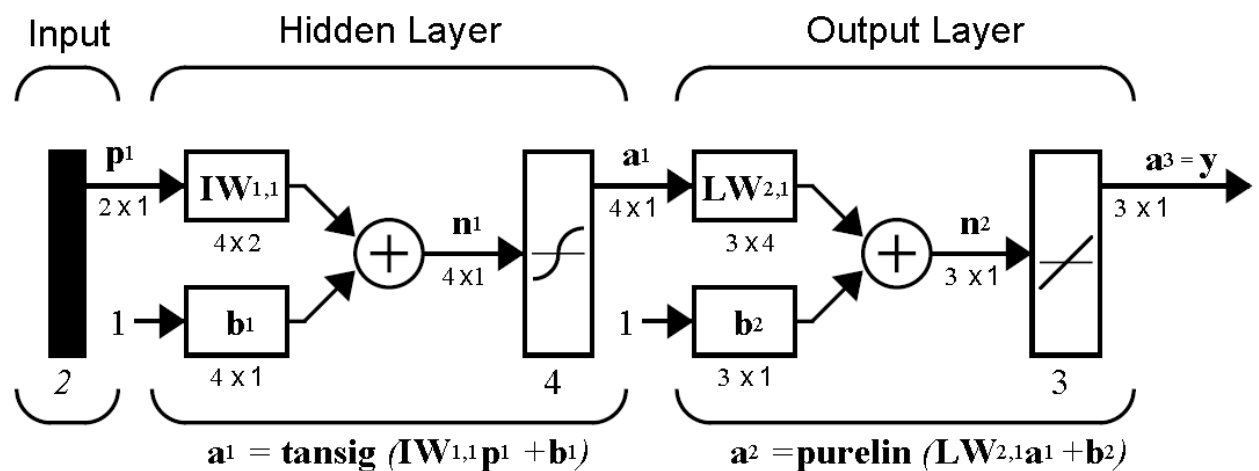 Input Hidden Layer Output Layer
p1 a1 a3 = y
IW1,1 LW2,1
2 x 1 n1 4 x 1 n2 3 x 1
4 x 2 3 x 4
4 x 1 3 x 1
1 b1 1 b2
2 4 x 1 4 3 x 1 3
a1 = tansig (IW1,1p1 +b1) a2 =purelin (LW2,1a1+b2)